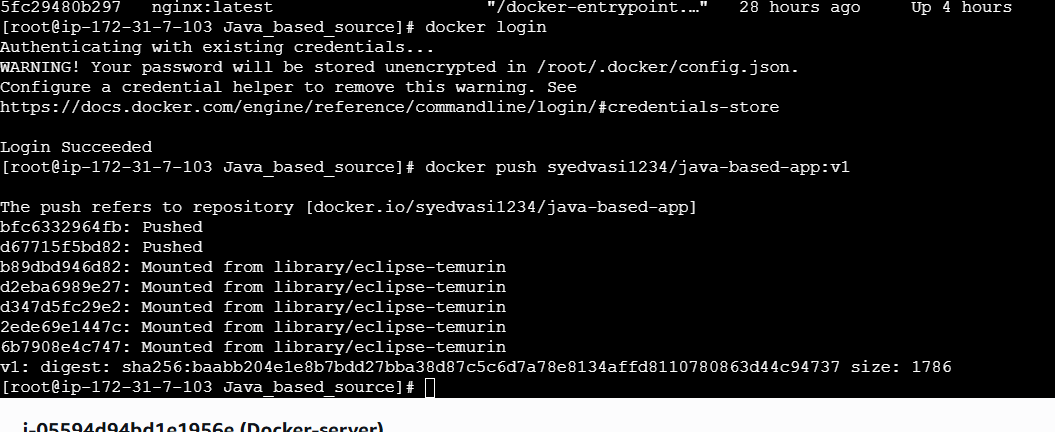 5fc29480b297   nginx:latest                     "/docker-entrypoint.…"   28 hours ago     Up 4 hours
[root@ip-172-31-7-103 Java_based_source]# docker login
Authenticating with existing credentials...
WARNING! Your password will be stored unencrypted in /root/.docker/config.json.
Configure a credential helper to remove this warning. See
https://docs.docker.com/engine/reference/commandline/login/#credentials-store
Login Succeeded
[root@ip-172-31-7-103 Java_based_source]# docker push syedvasi1234/java-based-app:v1
The push refers to repository [docker.io/syedvasi1234/java-based-app]
bfc6332964fb: Pushed
d67715f5bd82: Pushed
b89dbd946d82: Mounted from library/eclipse-temurin
d2eba6989e27: Mounted from library/eclipse-temurin
d347d5fc29e2: Mounted from library/eclipse-temurin
2ede69e1447c: Mounted from library/eclipse-temurin
6b7908e4c747: Mounted from library/eclipse-temurin
v1: digest: sha256:baabb204e1e8b7bdd27bba38d87c5c6d7a78e8134affd8110780863d44c94737 size: 1786
[root@ip-172-31-7-103 Java_based_source]#
i-05594d94bd1e1956e (Docker-server)